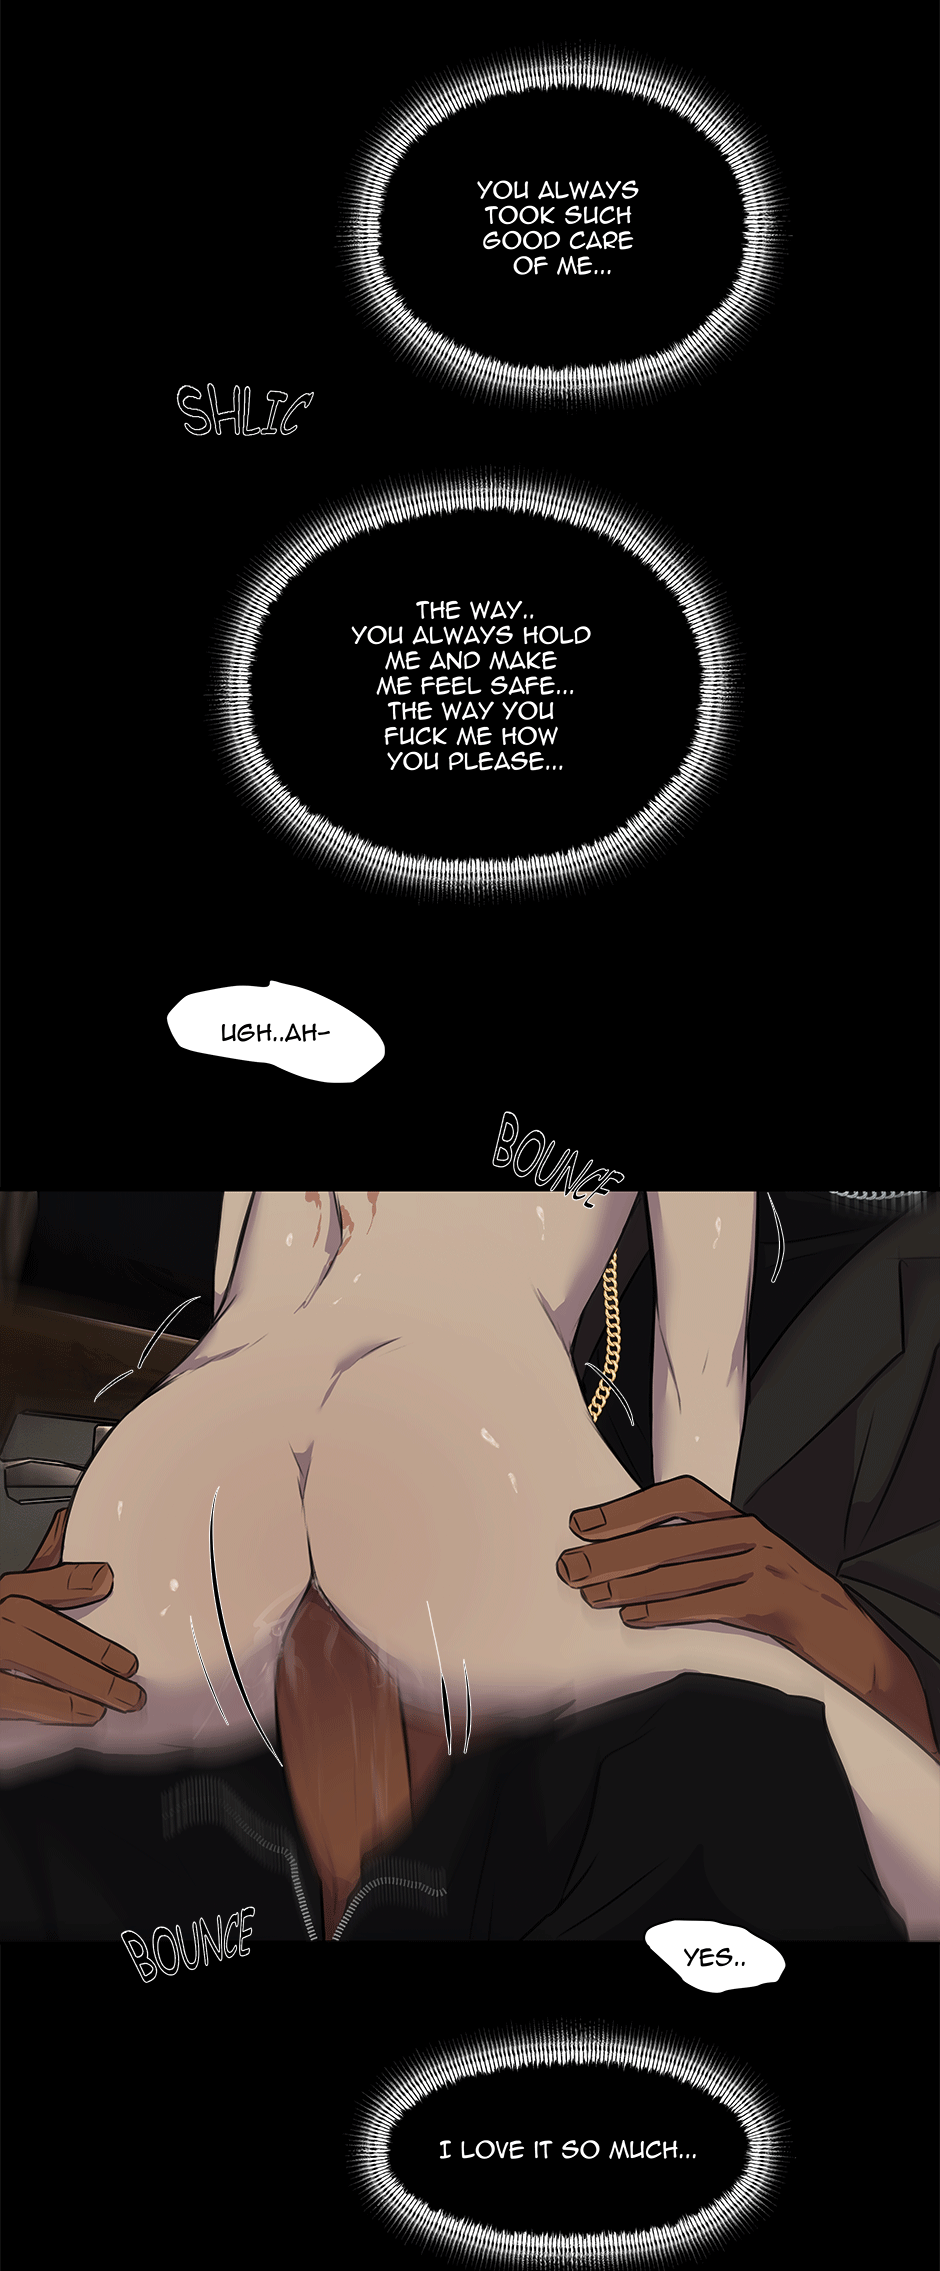 YOU ALWAYS
TOOK SUCH
GOOD CARE
OF ME...
SHLIC
THE WAY..
YOU ALWAYS HOLD
ME AND MAKE
ME FEEL SAFE...
THE WAY YOU
FUCK ME HOW
YOU PLEASE...
UGH..AH-
BOUNCE
BOUNCE
YES..
I LOVE IT SO MUCH...